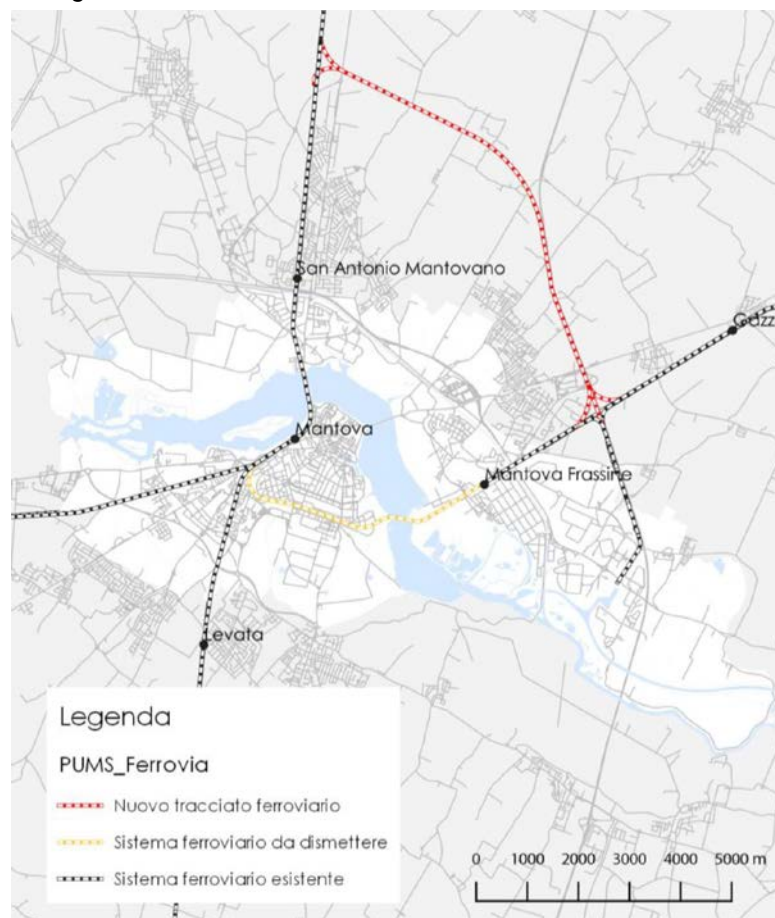 San Antonio Mantovano
Gazz
Mantova
Mantova Frassine
Levata
Legenda
PUMS_Ferrovia
Nuovo tracciato ferroviario
Sistema ferroviario da dismettere
Sistema ferroviario esistente
0 1000 2000 3000 4000 5000 m